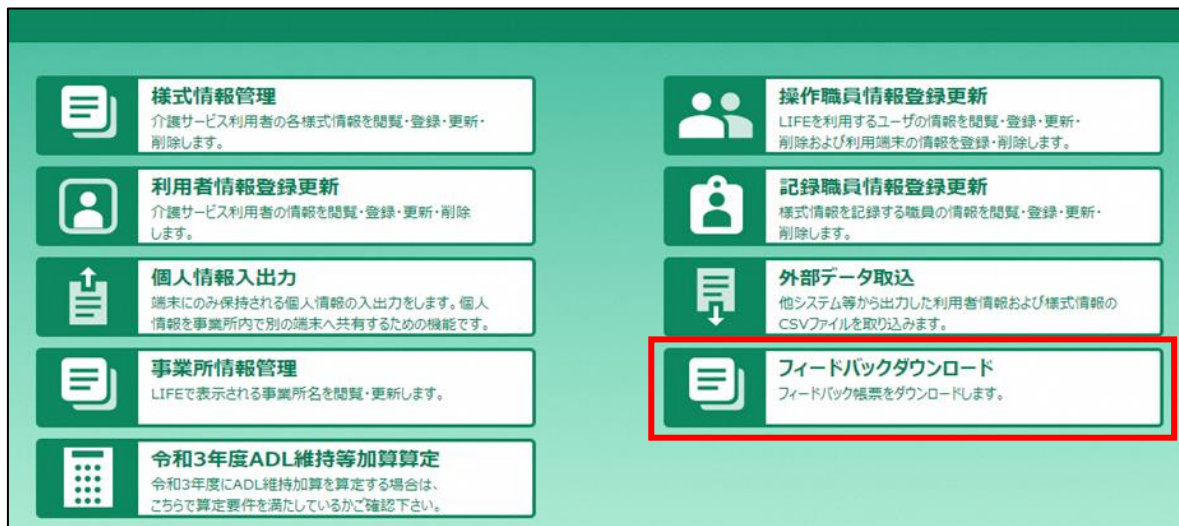 様式情報管理
介護サービス利用者の各様式情報を閲覧・登録・更新・
削除します。
利用者情報登録更新
介護サービス利用者の情報を閲覧・登録・更新・削除
します。
個人情報入出力
端末にのみ保持される個人情報の入出力をします。個人
情報を事業所内で別の端末へ共有するための機能です。
事業所情報管理
LIFEで表示される事業所名を閲覧・更新します。
令和3年度ADL維持等加算算定
令和3年度にADL維持加算を算定する場合は、
こちらで算定要件を満たしているかご確認下さい。
操作職員情報登録更新
LIFEを利用するユーザの情報を閲覧・登録・更新・
削除および利用端末の情報を登録・削除します。
記録職員情報登録更新
様式情報を記録する職員の情報を閲覧・登録・更新・
削除します。
外部データ取込
他システム等から出力した利用者情報および様式情報の
CSVファイルを取り込みます。
フィードバックダウンロード
フィードバック帳票をダウンロードします。